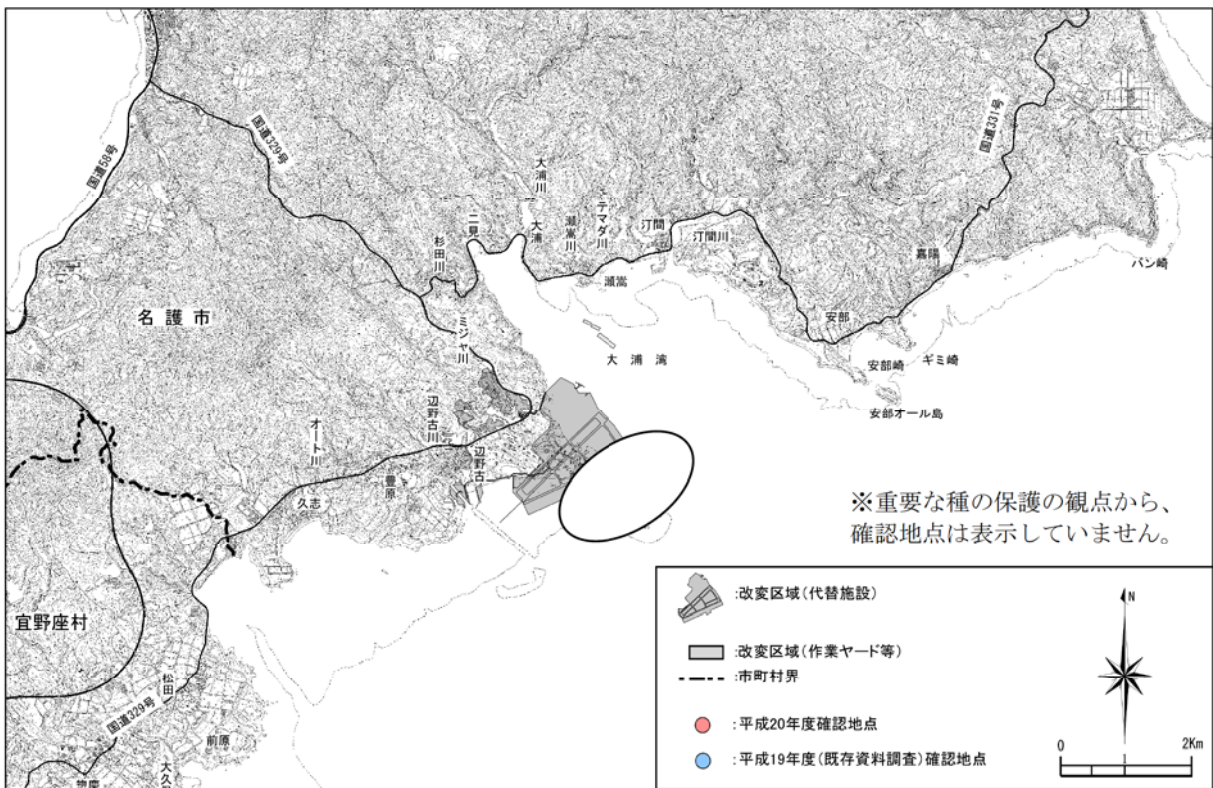 国道58号
国道329号
国道331号
大浦川
二見
大浦
瀬嵩川
テマダ川
汀間
汀間川
杉田川
瀬嵩
嘉陽
バン崎
名護市
ミジャ川
大浦湾
安部
安部崎
ギミ崎
安部オール島
辺野古川
オート川
辺野古
豊原
久志
※重要な種の保護の観点から、
確認地点は表示していません。
宜野座村
松田
国道329号
前原
大久
惣慶
:改変区域(代替施設)
:改変区域(作業ヤード等)
:市町村界
:平成20年度確認地点
:平成19年度(既存資料調査)確認地点
N
0
1
2Km